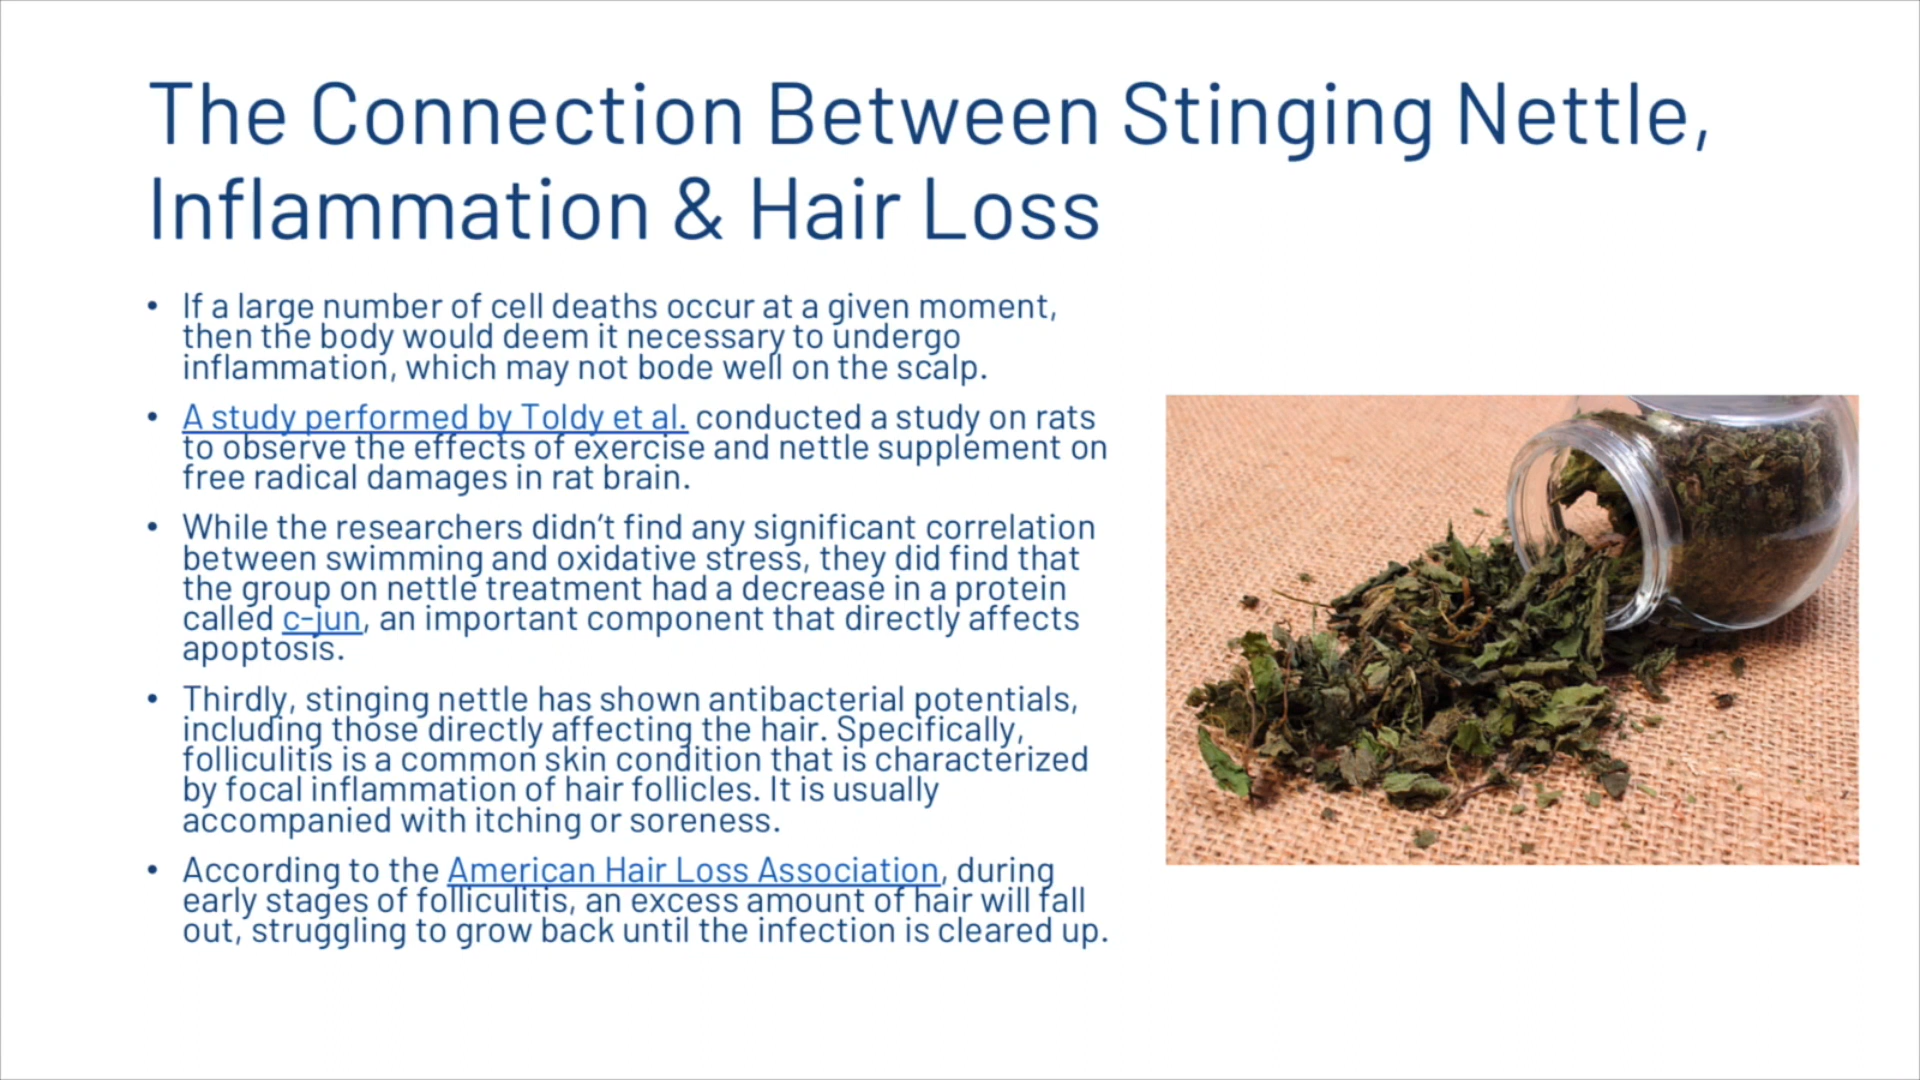 The Connection Between Stinging Nettle,
Inflammation & Hair Loss
• If a large number of cell deaths occur at a given moment,
then the body would deem it necessary to undergo
inflammation, which may not bode well on the scalp.
• A study performed by Toldy et al. conducted a study on rats
to observe the effects of exercise and nettle supplement on
free radical damages in rat brain.
• While the researchers didn’t find any significant correlation
between swimming and oxidative stress, they did find that
the group on nettle treatment had a decrease in a protein
called c-jun, an important component that directly affects
apoptosis.
• Thirdly, stinging nettle has shown antibacterial potentials,
including those directly affecting the hair. Specifically,
folliculitis is a common skin condition that is characterized
by focal inflammation of hair follicles. It is usually
accompanied with itching or soreness.
• According to the American Hair Loss Association, during
early stages of folliculitis, an excess amount of hair will fall
out, struggling to grow back until the infection is cleared up.